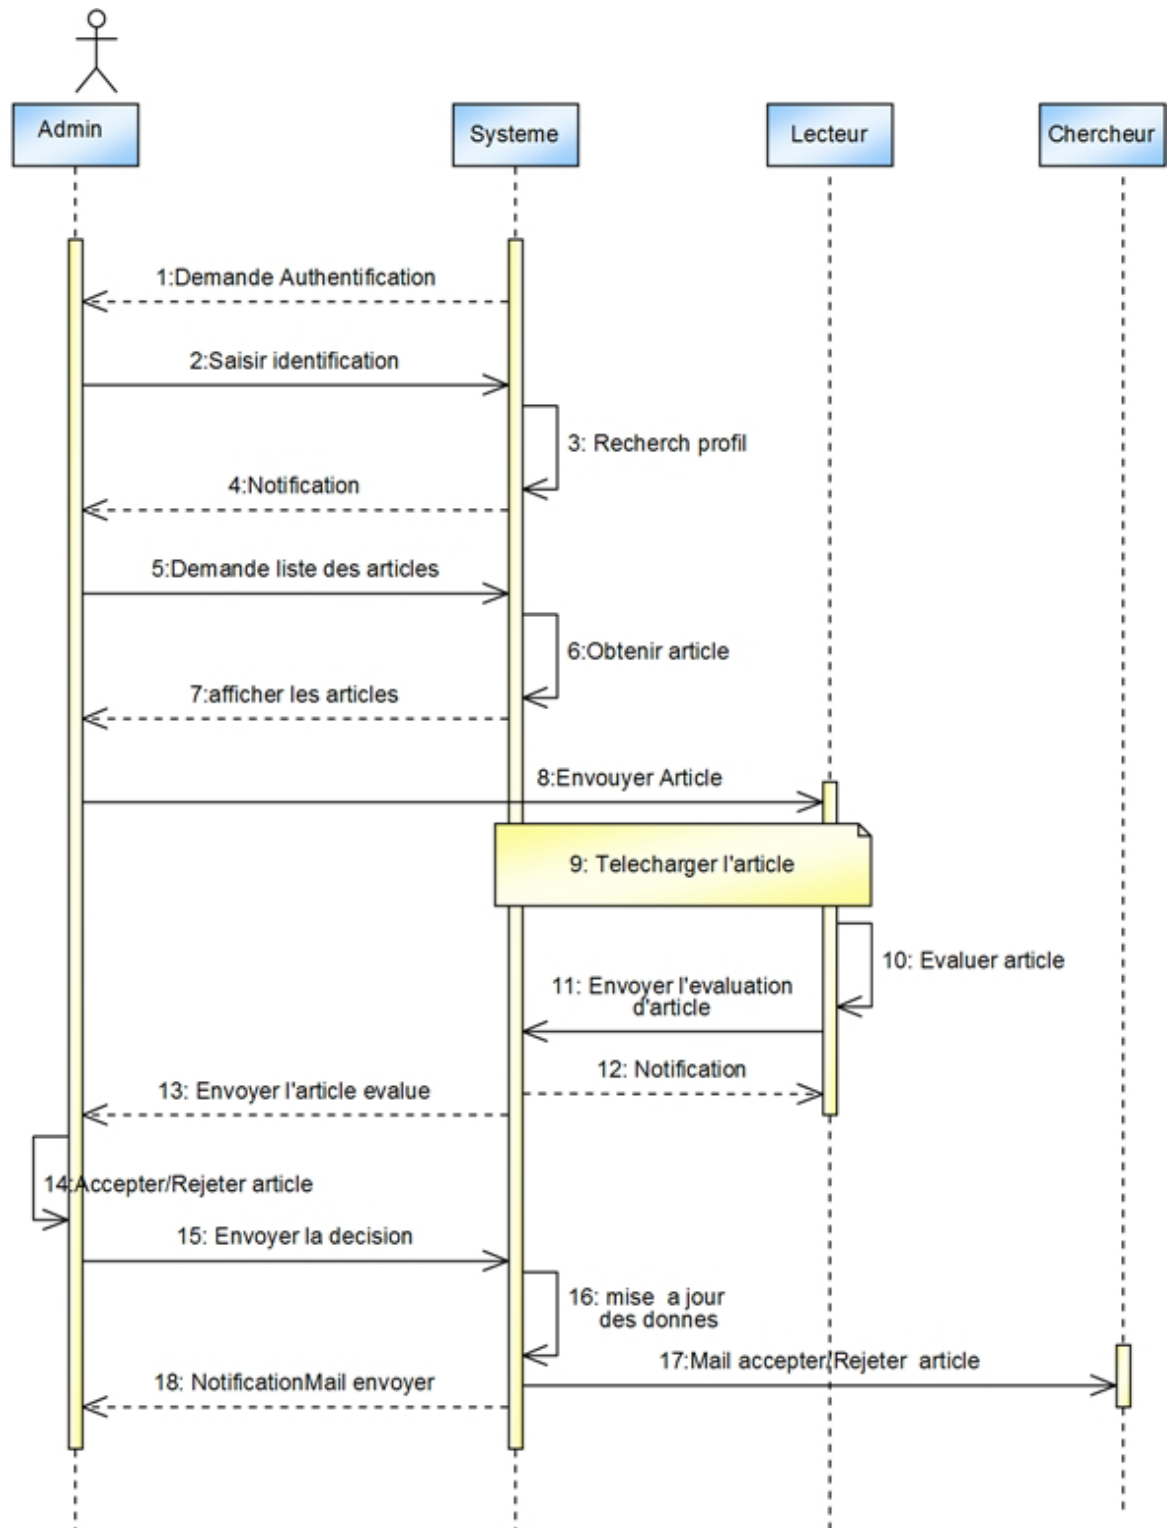 Admin
Systeme
Lecteur
Chercheur
1:Demande Authentification
2:Saisir identification
3: Recherch profil
4:Notification
5:Demande liste des articles
6:Obtenir article
7:afficher les articles
8:Envouyer Article
9: Telecharger l'article
10: Evaluer article
11: Envoyer l'evaluation
d'article
12: Notification
13: Envoyer l'article evalue
14:Accepter/Rejeter article
15: Envoyer la decision
16: mise a jour
des donnes
17:Mail accepter/Rejeter article
18: NotificationMail envoyer